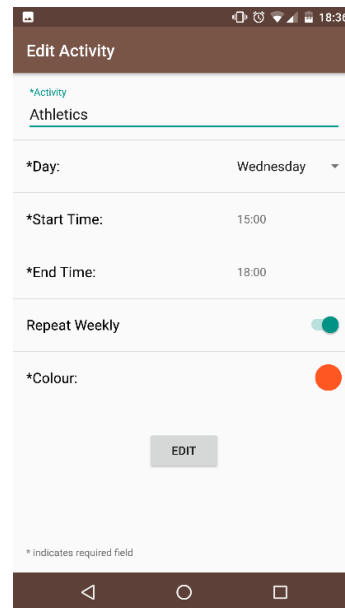 18:36
Edit Activity
*Activity
Athletics
*Day: Wednesday
*Start Time: 15:00
*End Time: 18:00
Repeat Weekly
*Colour:
EDIT
* indicates required field